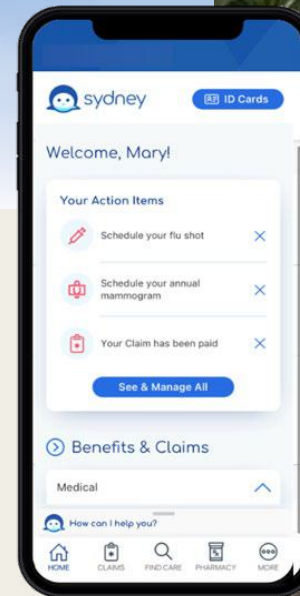 sydney
ID Cards
Welcome, Mary!
Your Action Items
Schedule your flu shot
Schedule your annual
mammogram
Your Claim has been paid
See & Manage All
Benefits & Claims
Medical
How can I help you?
HOME CLAIMS FIND CARE PHARMACY MORE